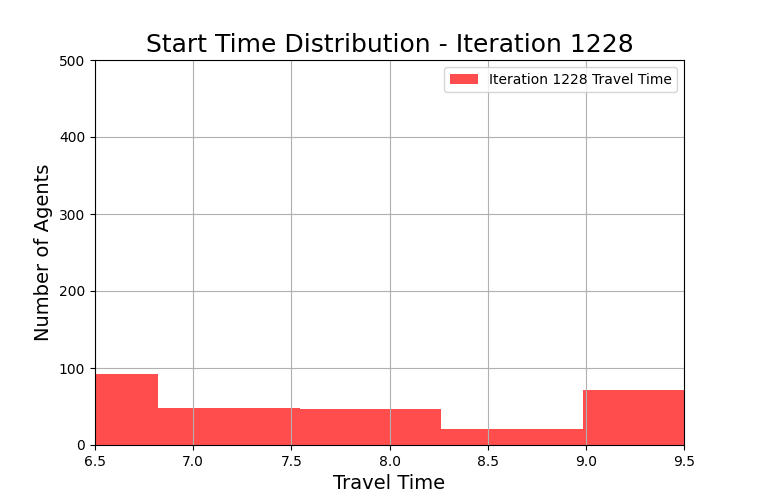 Start Time Distribution - Iteration 1228
500
400
300
200
100
0
Number of Agents
Iteration 1228 Travel Time
6.5 7.0 7.5 8.0 8.5 9.0 9.5
Travel Time